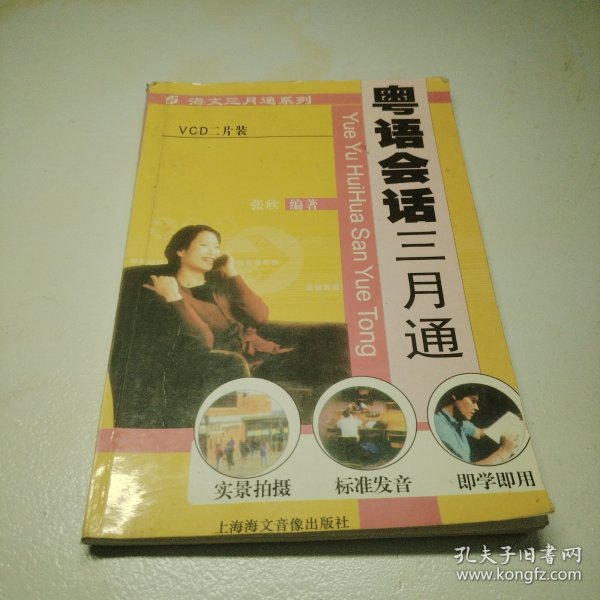 海文三月通系列
VCD二片装
张欣 编著
粤语会话三月通
Yue Yu HuiHua San Yue Tong
实景拍摄
标准发音
即学即用
上海海文音像出版社
孔夫子旧书网
www.kongfz.com